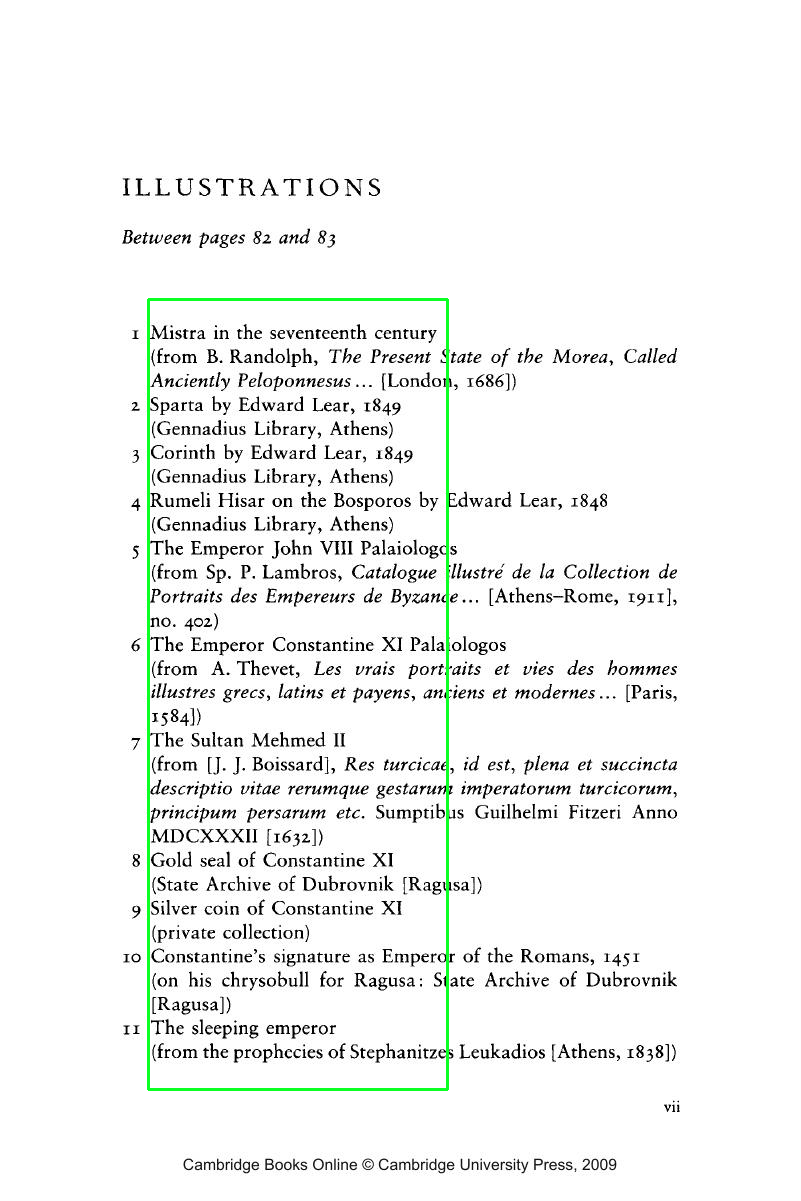 ILLUSTRATIONS
Between pages 82 and 83
1 Mistra in the seventeenth century
(from B. Randolph, The Present State of the Morea, Called
Anciently Peloponnesus... [London, 1686])
2 Sparta by Edward Lear, 1849
(Gennadius Library, Athens)
3 Corinth by Edward Lear, 1849
(Gennadius Library, Athens)
4 Rumeli Hisar on the Bosporos by Edward Lear, 1848
(Gennadius Library, Athens)
5 The Emperor John VIII Palaiologos
(from Sp. P. Lambros, Catalogue illustré de la Collection de
Portraits des Empereurs de Byzance... [Athens–Rome, 1911],
no. 402)
6 The Emperor Constantine XI Palaiologos
(from A. Thevet, Les vrais portraits et vies des hommes
illustres grecs, latins et payens, anciens et modernes... [Paris,
1584])
7 The Sultan Mehmed II
(from [J. J. Boissard], Res turcicae, id est, plena et succincta
descriptio vitae rerumque gestarum imperatorum turcicorum,
principum persarum etc. Sumptibus Guilhelmi Fitzeri Anno
MDCXXXII [1632])
8 Gold seal of Constantine XI
(State Archive of Dubrovnik [Ragusa])
9 Silver coin of Constantine XI
(private collection)
10 Constantine's signature as Emperor of the Romans, 1451
(on his chrysobull for Ragusa: State Archive of Dubrovnik
[Ragusa])
11 The sleeping emperor
(from the prophecies of Stephanitzes Leukadios [Athens, 1838])
vii
Cambridge Books Online © Cambridge University Press, 2009